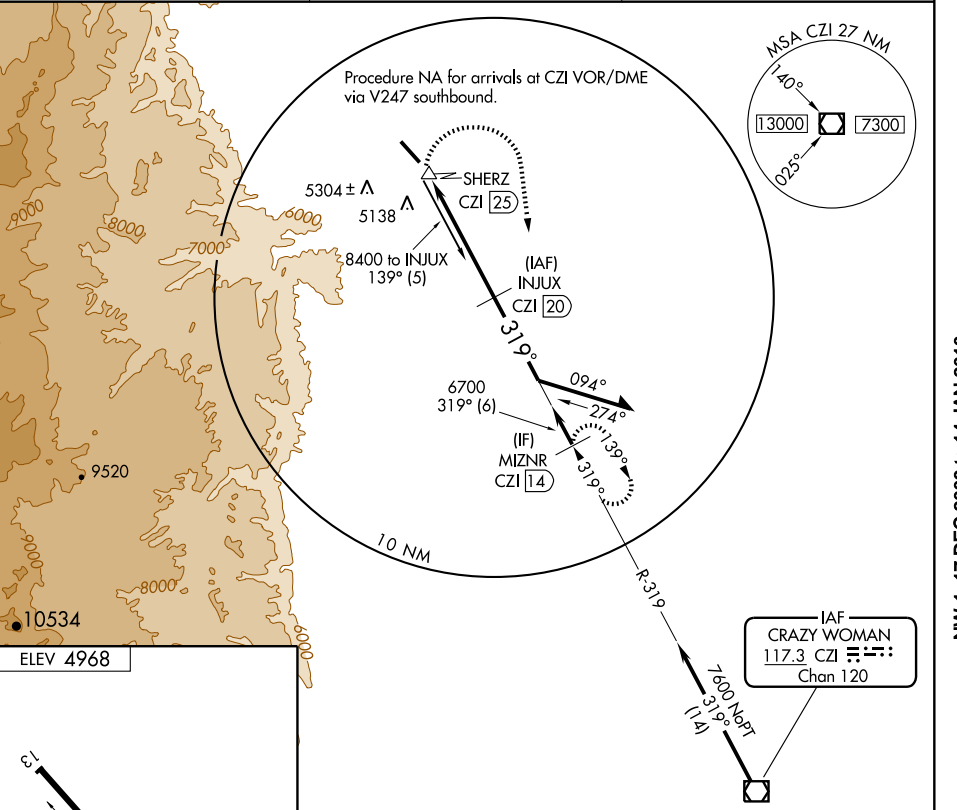 MSA CZI 27 NM
140°
13000
7300
025°
Procedure NA for arrivals at CZI VOR/DME
via V247 southbound.
5304 ±
5138
SHERZ
CZI 25
8400 to INJUX
139° (5)
(IAF)
INJUX
CZI 20
319°
9000
8000
7000
6000
6700
319° (6)
094°
274°
(IF)
MIZNR
CZI 14
139°
319°
9520
10 NM
9000
8000
10534
6000
R-319
7600 NoPT
319°
(14)
IAF
CRAZY WOMAN
117.3 CZI
Chan 120
ELEV 4968
13